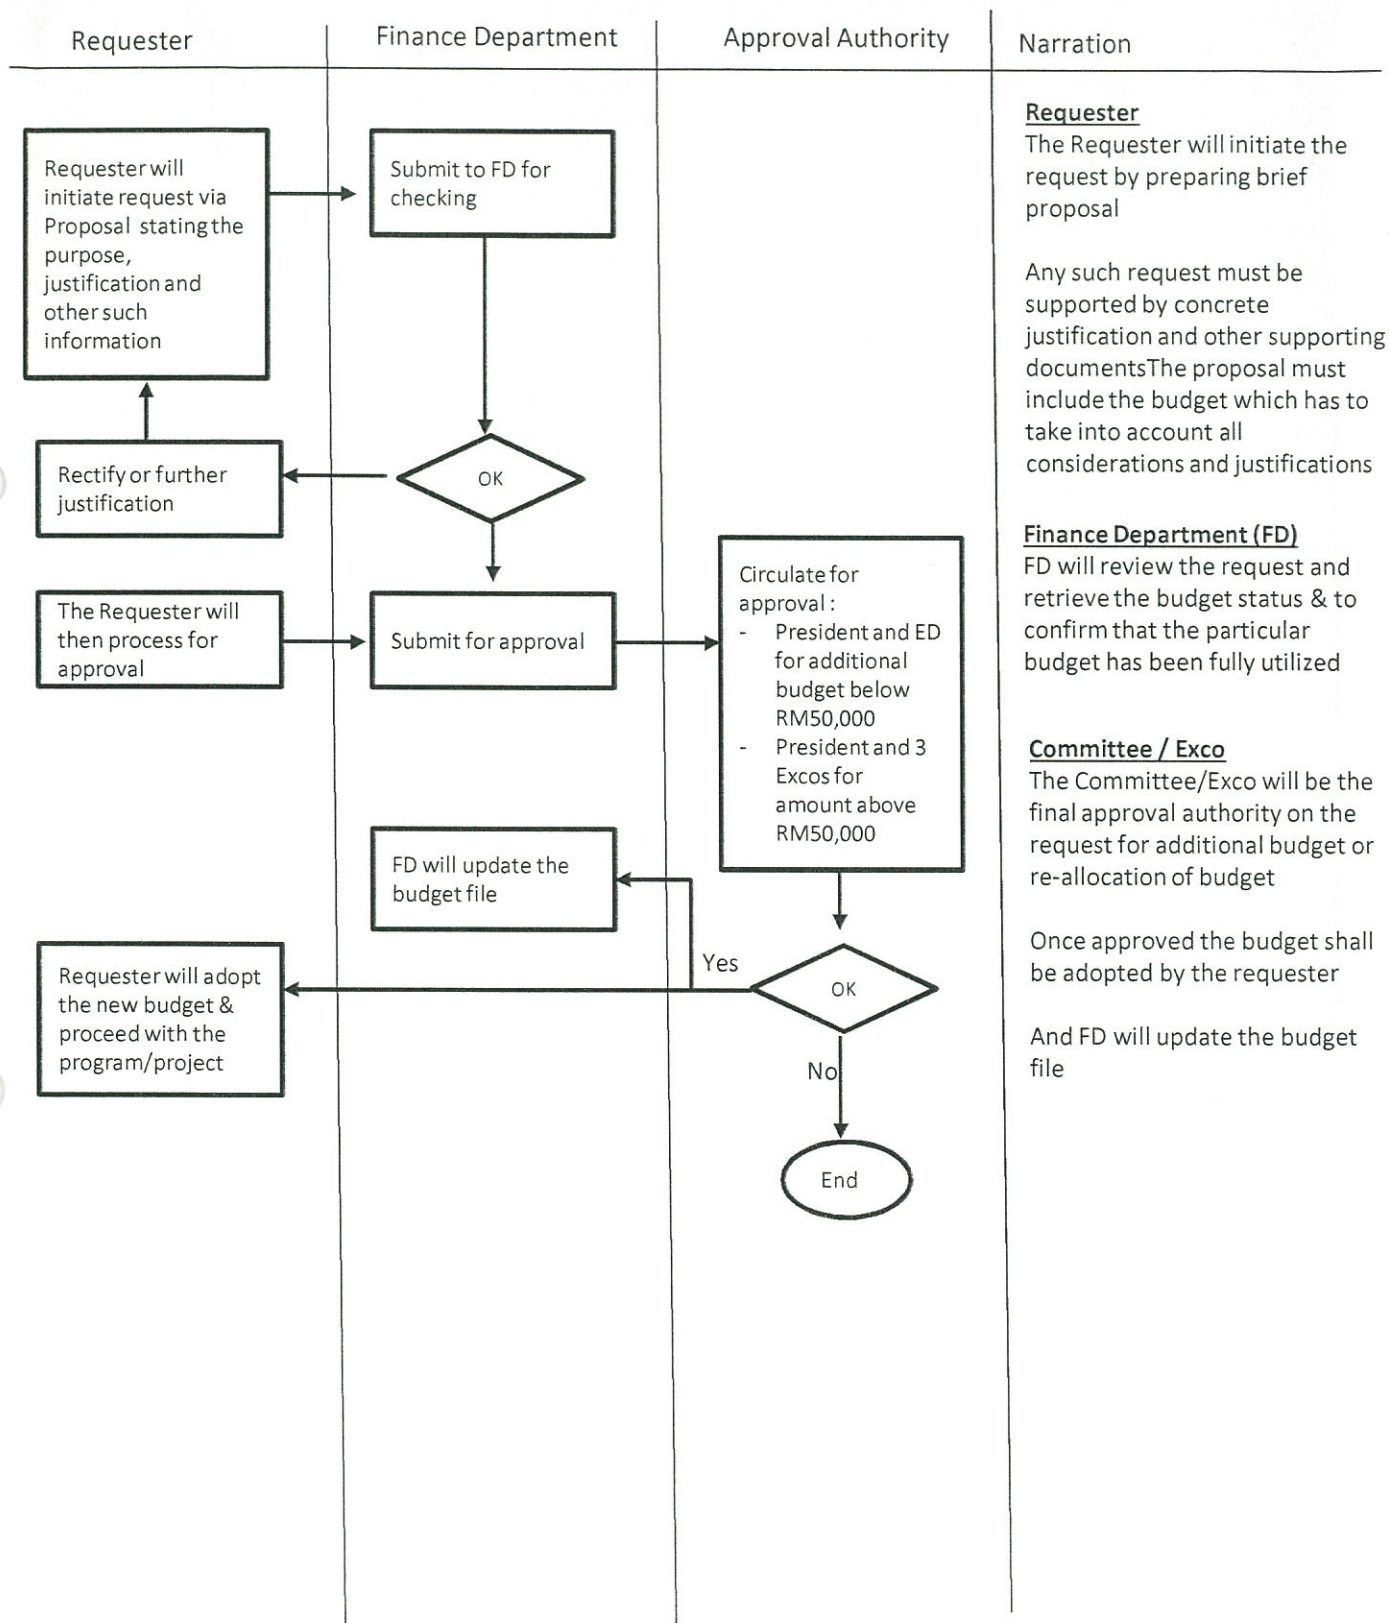 Requester
Finance Department
Approval Authority
Narration
Requester will
initiate request via
Proposal stating the
purpose,
justification and
other such
information
Submit to FD for
checking
Rectify or further
justification
OK
The Requester will
then process for
approval
Submit for approval
Circulate for
approval :
- President and ED
for additional
budget below
RM50,000
- President and 3
Excos for
amount above
RM50,000
FD will update the
budget file
Requester will adopt
the new budget &
proceed with the
program/project
Yes
OK
No
End
Requester
The Requester will initiate the
request by preparing brief
proposal
Any such request must be
supported by concrete
justification and other supporting
documentsThe proposal must
include the budget which has to
take into account all
considerations and justifications
Finance Department (FD)
FD will review the request and
retrieve the budget status & to
confirm that the particular
budget has been fully utilized
Committee / Exco
The Committee/Exco will be the
final approval authority on the
request for additional budget or
re-allocation of budget
Once approved the budget shall
be adopted by the requester
And FD will update the budget
file